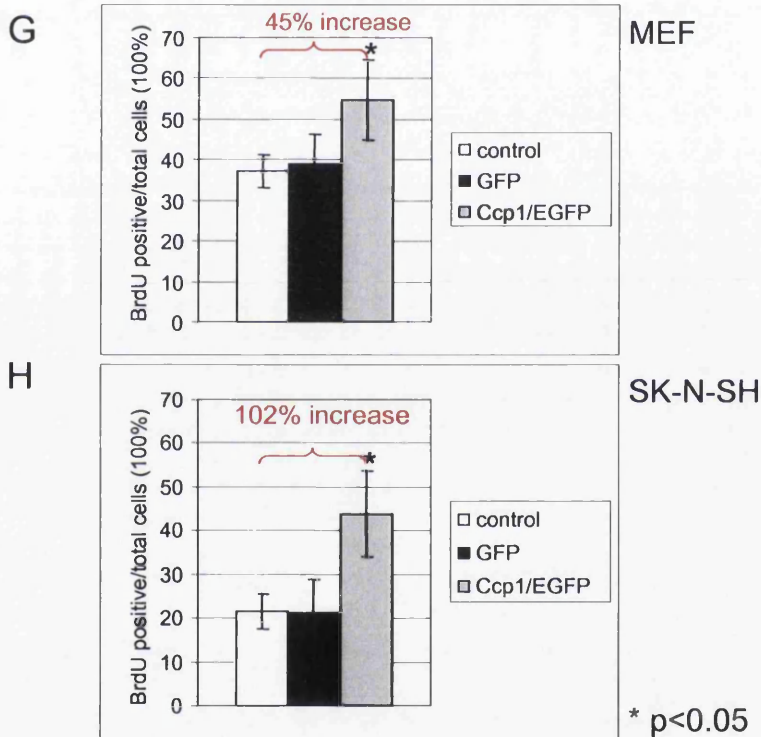 G
45% increase
MEF
*
70
60
50
40
30
20
10
0
BrdU positive/total cells (100%)
control
GFP
Ccp1/EGFP
H
102% increase
SK-N-SH
*
70
60
50
40
30
20
10
0
BrdU positive/total cells (100%)
control
GFP
Ccp1/EGFP
* p<0.05